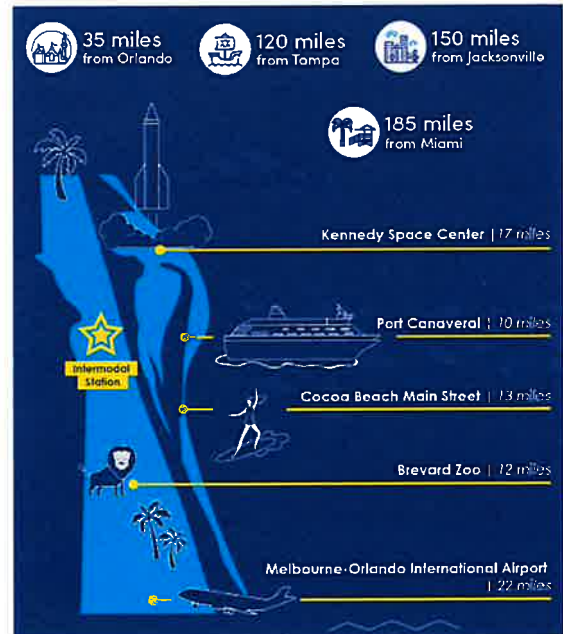 35 miles
from Orlando
120 miles
from Tampa
150 miles
from Jacksonville
185 miles
from Miami
Kennedy Space Center | 17 miles
Port Canaveral | 10 miles
Intermodal
Station
Cocoa Beach Main Street | 13 miles
Brevard Zoo | 12 miles
Melbourne-Orlando International Airport
| 22 miles